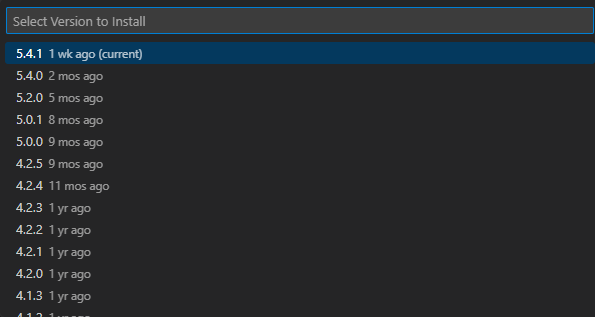 Select Version to Install
5.4.1 1 wk ago (current)
5.4.0 2 mos ago
5.2.0 5 mos ago
5.0.1 8 mos ago
5.0.0 9 mos ago
4.2.5 9 mos ago
4.2.4 11 mos ago
4.2.3 1 yr ago
4.2.2 1 yr ago
4.2.1 1 yr ago
4.2.0 1 yr ago
4.1.3 1 yr ago